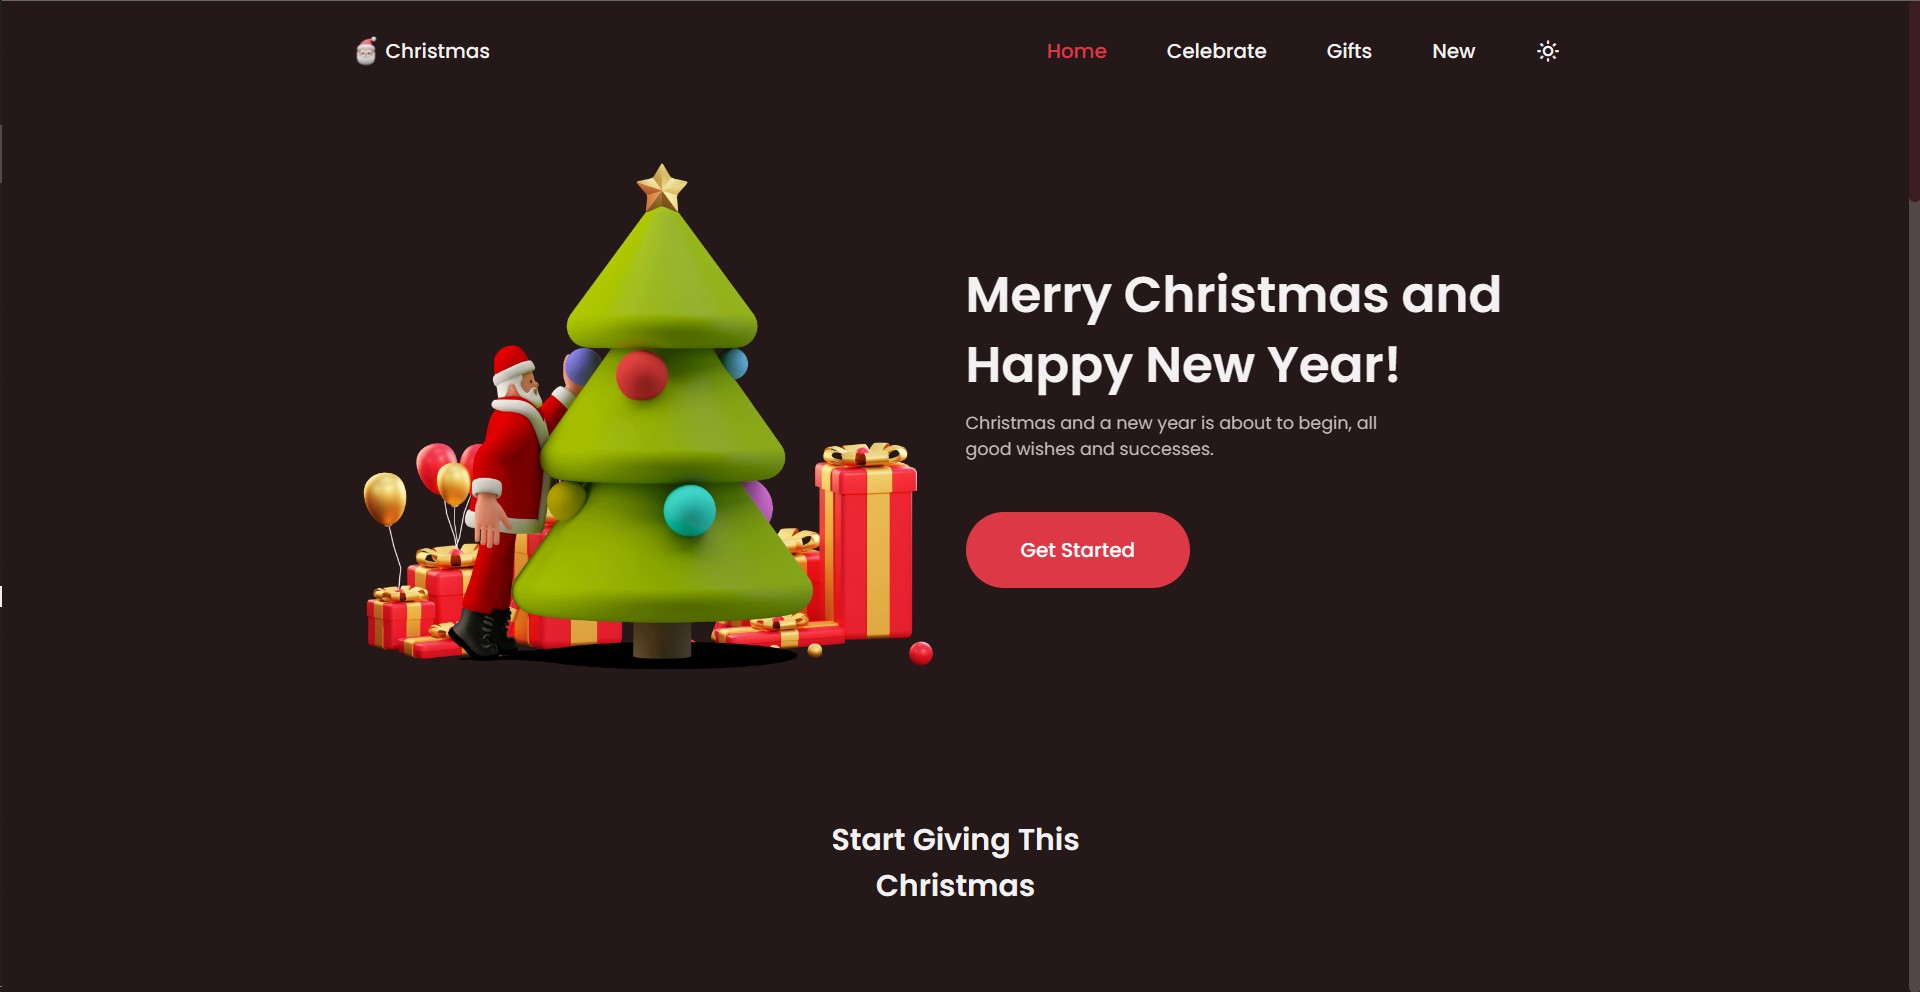 Christmas
Home
Celebrate
Gifts
New
Merry Christmas and
Happy New Year!
Christmas and a new year is about to begin, all
good wishes and successes.
Get Started
Start Giving This
Christmas